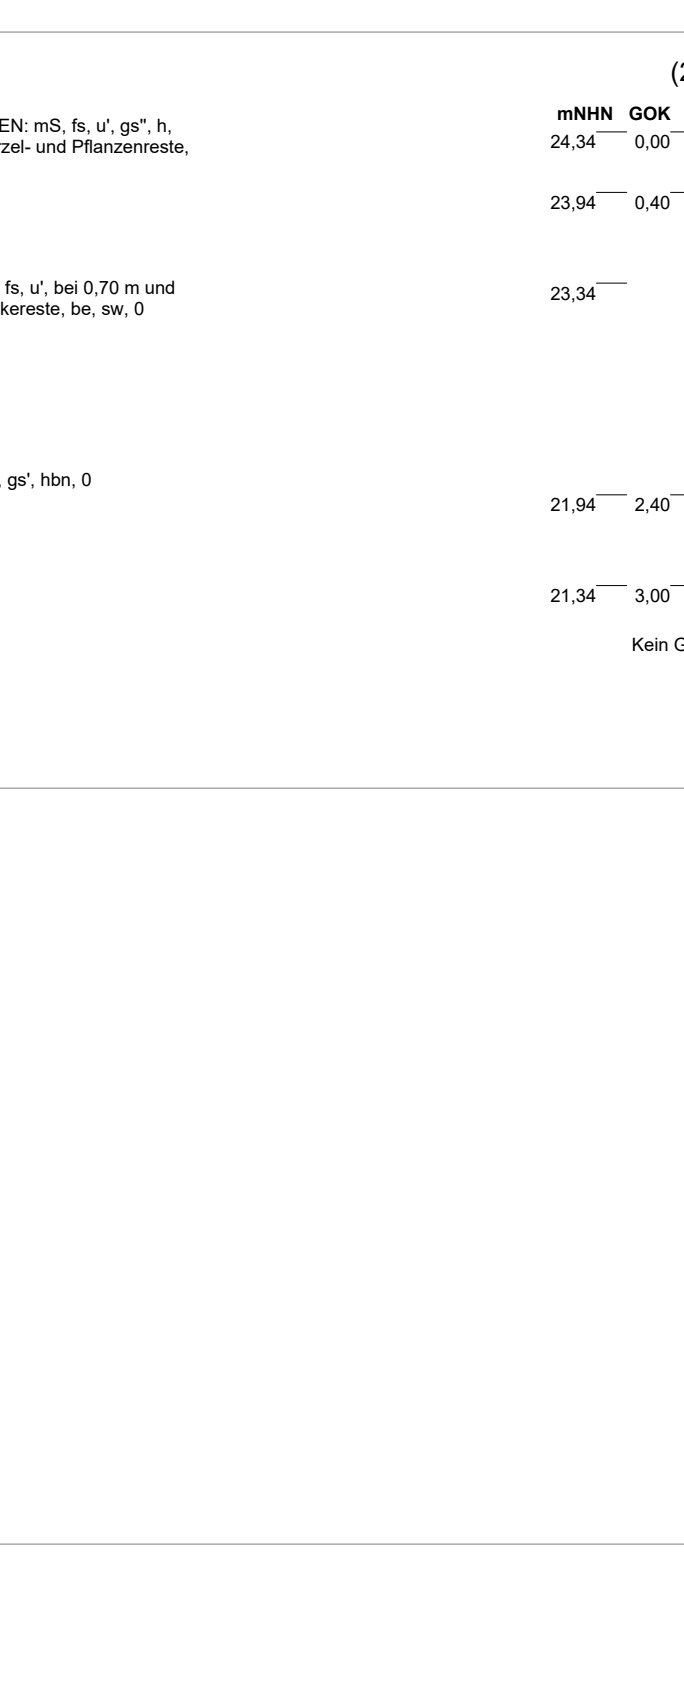 EN: mS, fs, u', gs", h,
rzel- und Pflanzenreste,
fs, u', bei 0,70 m und
kereste, be, sw, 0
, gs', hbn, 0
(2
mNHN GOK
24,34 0,00
23,94 0,40
23,34
21,94 2,40
21,34 3,00
Kein G